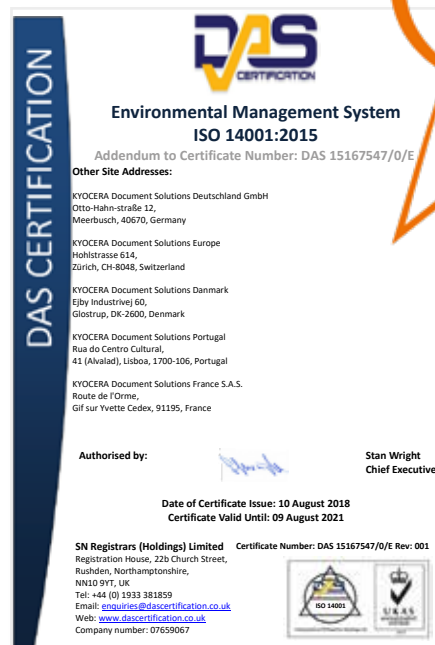 DAS CERTIFICATION
DAS
CERTIFICATION
Environmental Management System
ISO 14001:2015
Addendum to Certificate Number: DAS 15167547/0/E
Other Site Addresses:
KYOCERA Document Solutions Deutschland GmbH
Otto-Hahn-straße 12,
Meerbusch, 40670, Germany
KYOCERA Document Solutions Europe
Hohlstrasse 614,
Zürich, CH-8048, Switzerland
KYOCERA Document Solutions Danmark
Ejby Industrivej 60,
Glostrup, DK-2600, Denmark
KYOCERA Document Solutions Portugal
Rua do Centro Cultural,
41 (Alvalad), Lisboa, 1700-106, Portugal
KYOCERA Document Solutions France S.A.S.
Route de l'Orme,
Gif sur Yvette Cedex, 91195, France
Authorised by:
Stan Wright
Chief Executive
Date of Certificate Issue: 10 August 2018
Certificate Valid Until: 09 August 2021
SN Registrars (Holdings) Limited
Certificate Number: DAS 15167547/0/E Rev: 001
Registration House, 22b Church Street,
Rushden, Northamptonshire,
NN10 9YT, UK
Tel: +44 (0) 1933 381859
Email: enquiries@dascertification.co.uk
Web: www.dascertification.co.uk
Company number: 07659067
ISO 14001
UKAS